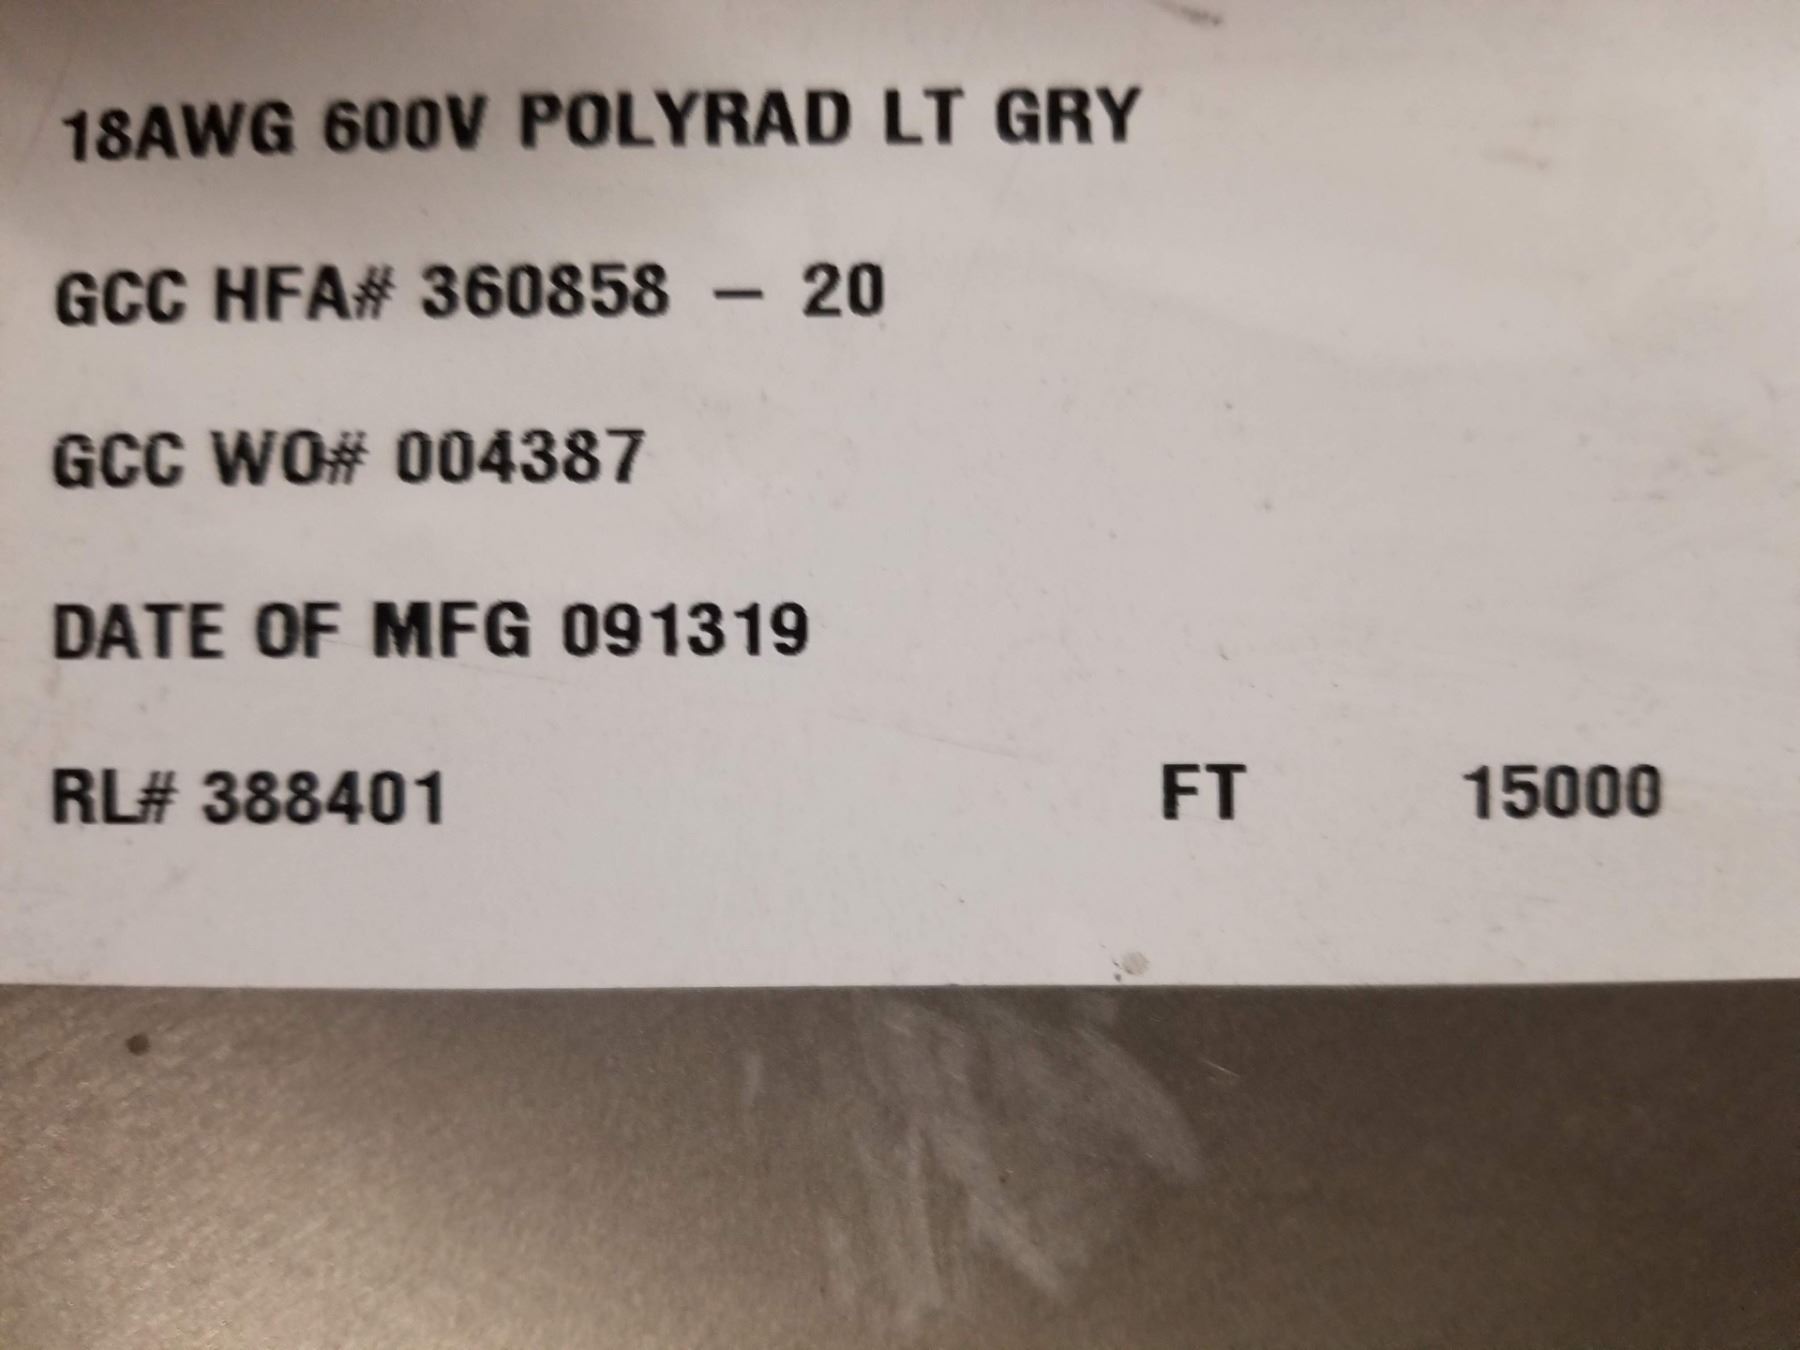 18AWG 600V POLYRAD LT GRY
GCC HFA# 360858 – 20
GCC WO# 004387
DATE OF MFG 091319
RL# 388401 FT 15000